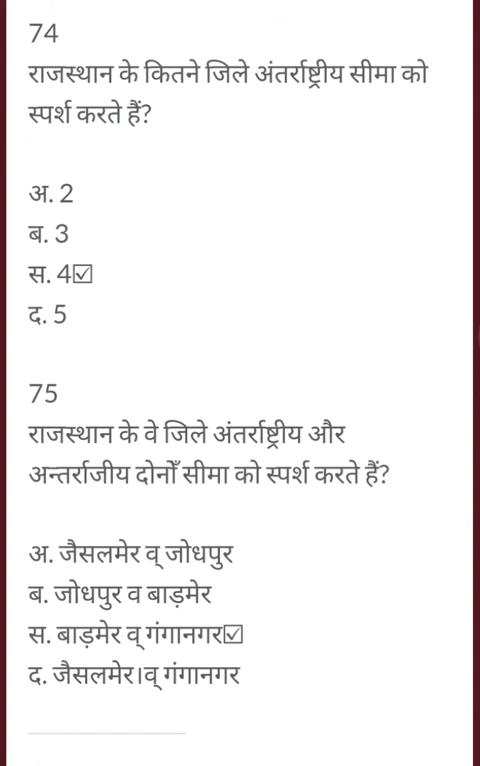 74
राजस्थान के कितने जिले अंतर्राष्ट्रीय सीमा को
स्पर्श करते हैं?
अ. 2
ब. 3
स. 4☑
द. 5
75
राजस्थान के वे जिले अंतर्राष्ट्रीय और
अन्तर्राजीय दोनोँ सीमा को स्पर्श करते हैं?
अ. जैसलमेर व् जोधपुर
ब. जोधपुर व बाड़मेर
स. बाड़मेर व् गंगानगर☑
द. जैसलमेर।व् गंगानगर